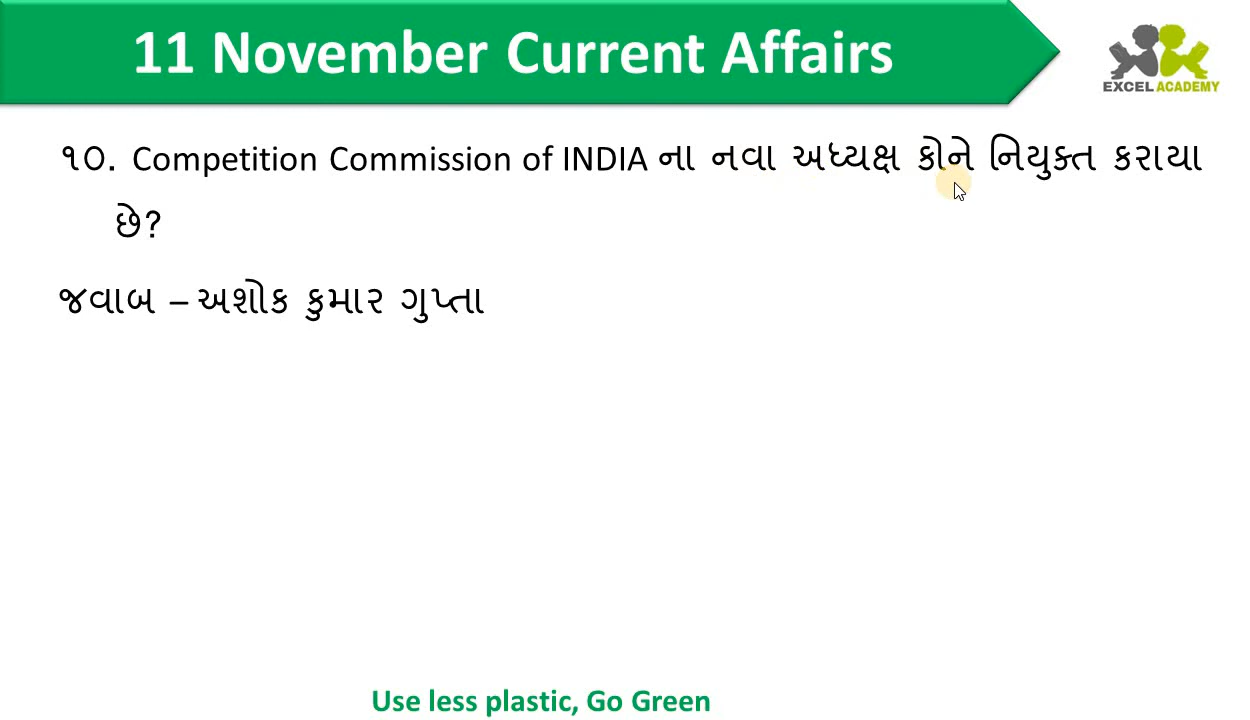 11 November Current Affairs
EXCEL ACADEMY
૧૦. Competition Commission of INDIA ના નવા અધ્યક્ષ કોને નિયુક્ત કરાયા
છે?
જવાબ – અશોક કુમાર ગુપ્તા
Use less plastic, Go Green